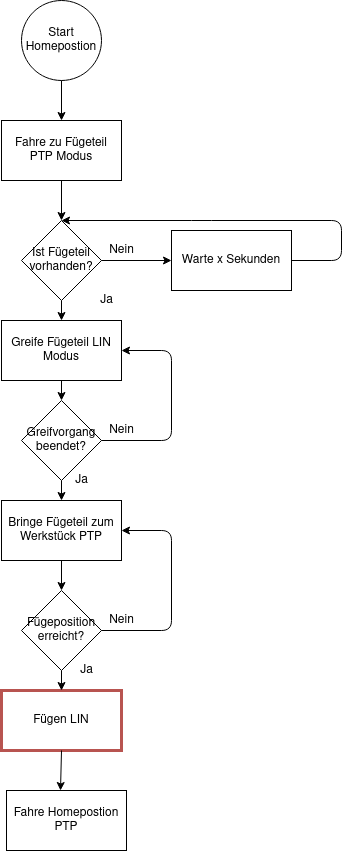 Start
Homepostion
Fahre zu Fügeteil
PTP Modus
Ist Fügeteil
vorhanden?
Nein
Warte x Sekunden
Ja
Greife Fügeteil LIN
Modus
Greifvorgang
beendet?
Nein
Ja
Bringe Fügeteil zum
Werkstück PTP
Fügeposition
erreicht?
Nein
Ja
Fügen LIN
Fahre Homepostion
PTP